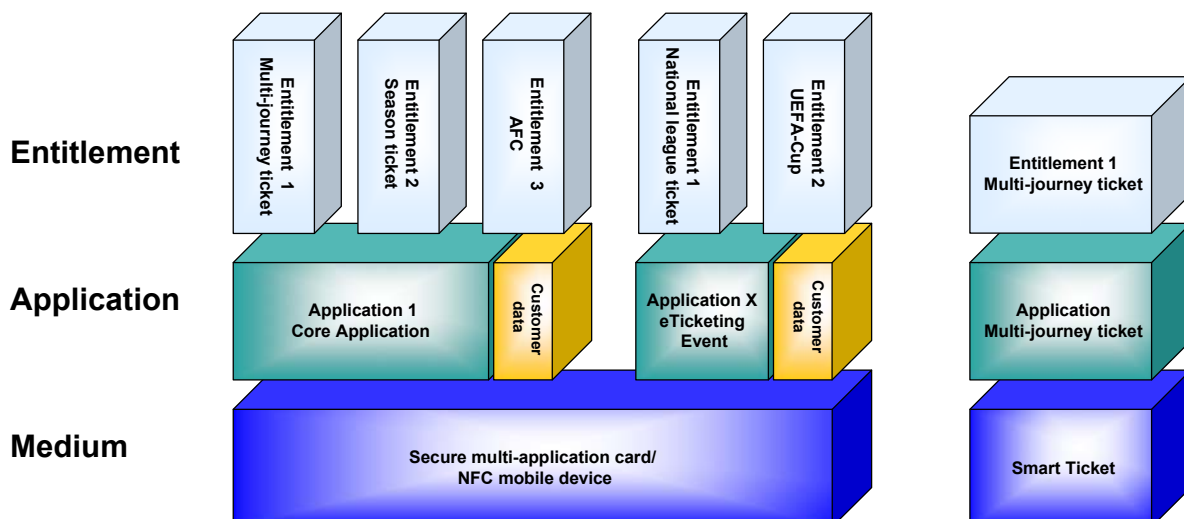 Entitlement
Entitlement 1
Multi-journey ticket
Entitlement 2
Season ticket
Entitlement 3
AFC
Entitlement 1
National league ticket
Entitlement 2
UEFA-Cup
Entitlement 1
Multi-journey ticket
Application
Application 1
Core Application
Customer
data
Application X
eTicketing
Event
Customer
data
Application
Multi-journey ticket
Medium
Secure multi-application card/
NFC mobile device
Smart Ticket